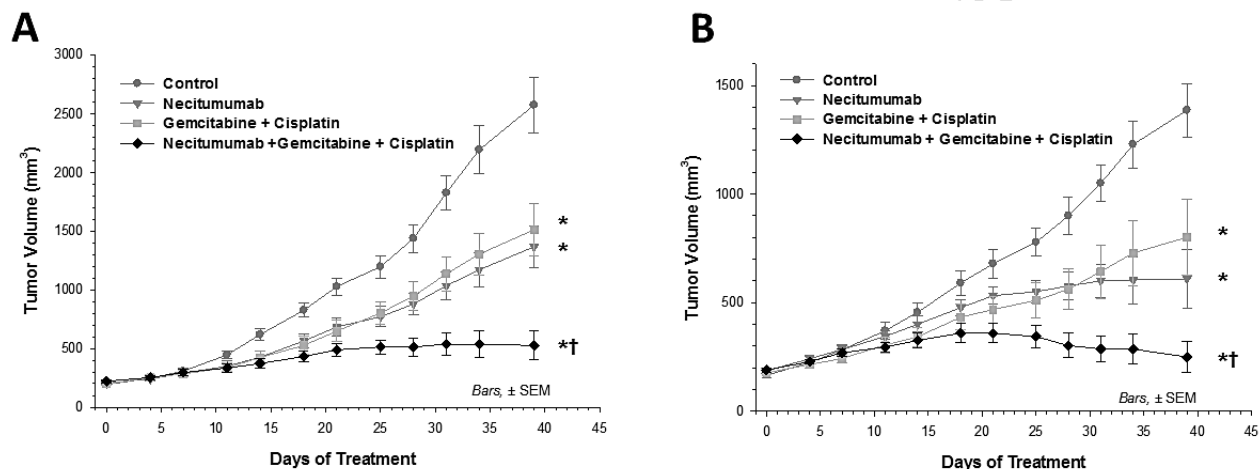 A
Tumor Volume (mm³)
3000
2500
2000
1500
1000
500
0
Control
Necitumumab
Gemcitabine + Cisplatin
Necitumumab +Gemcitabine + Cisplatin
*
*
*†
Bars, ± SEM
0 5 10 15 20 25 30 35 40 45
Days of Treatment
B
Tumor Volume (mm³)
1500
1000
500
0
Control
Necitumumab
Gemcitabine + Cisplatin
Necitumumab + Gemcitabine + Cisplatin
*
*
*†
Bars, ± SEM
0 5 10 15 20 25 30 35 40 45
Days of Treatment